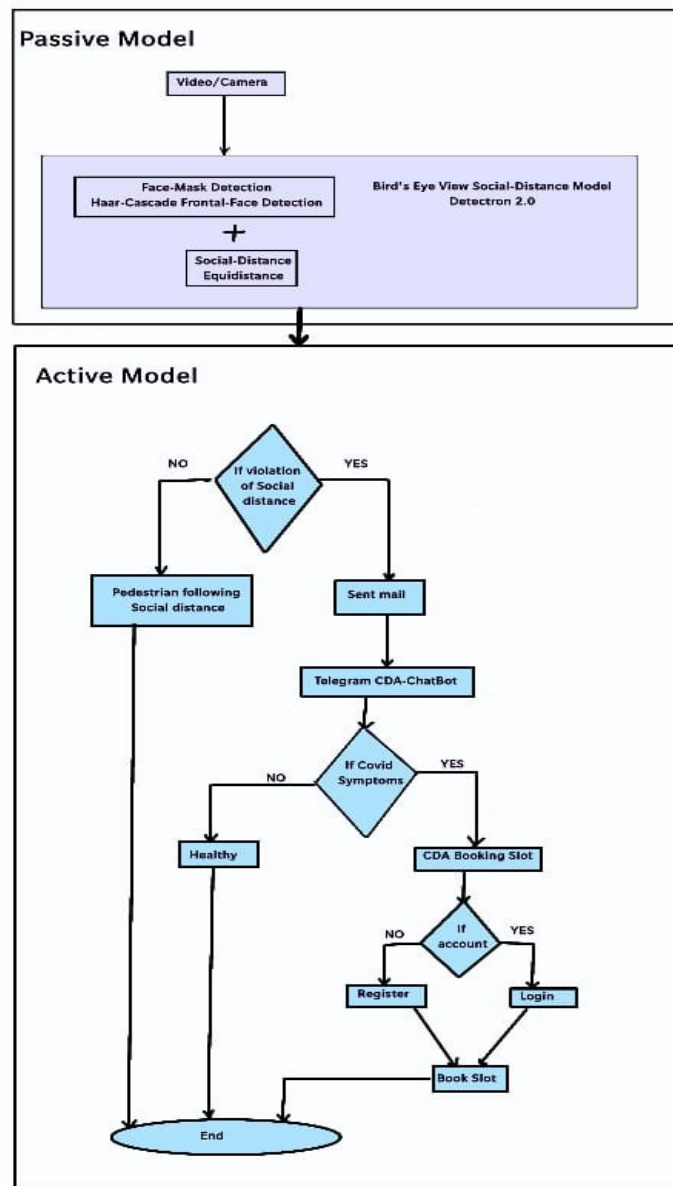 Passive Model
Video/Camera
Face-Mask Detection
Haar-Cascade Frontal-Face Detection
+
Social-Distance
Equidistance
Bird's Eye View Social-Distance Model
Detectron 2.0
Active Model
If violation
of Social
distance
NO
YES
Pedestrian following
Social distance
Sent mail
Telegram CDA-ChatBot
If Covid
Symptoms
NO
YES
Healthy
CDA Booking Slot
If
account
NO
YES
Register
Login
Book Slot
End